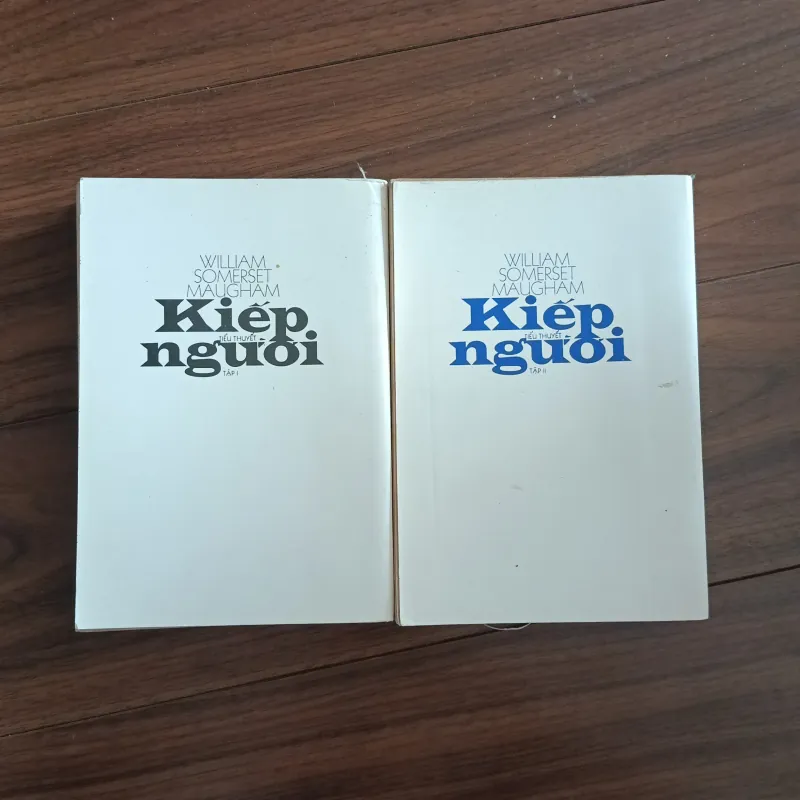 WILLIAM
SOMERSET
MAUGHAM
Kiếp
TIỂU THUYẾT
người
TẬP I
WILLIAM
SOMERSET
MAUGHAM
Kiếp
TIỂU THUYẾT
người
TẬP II